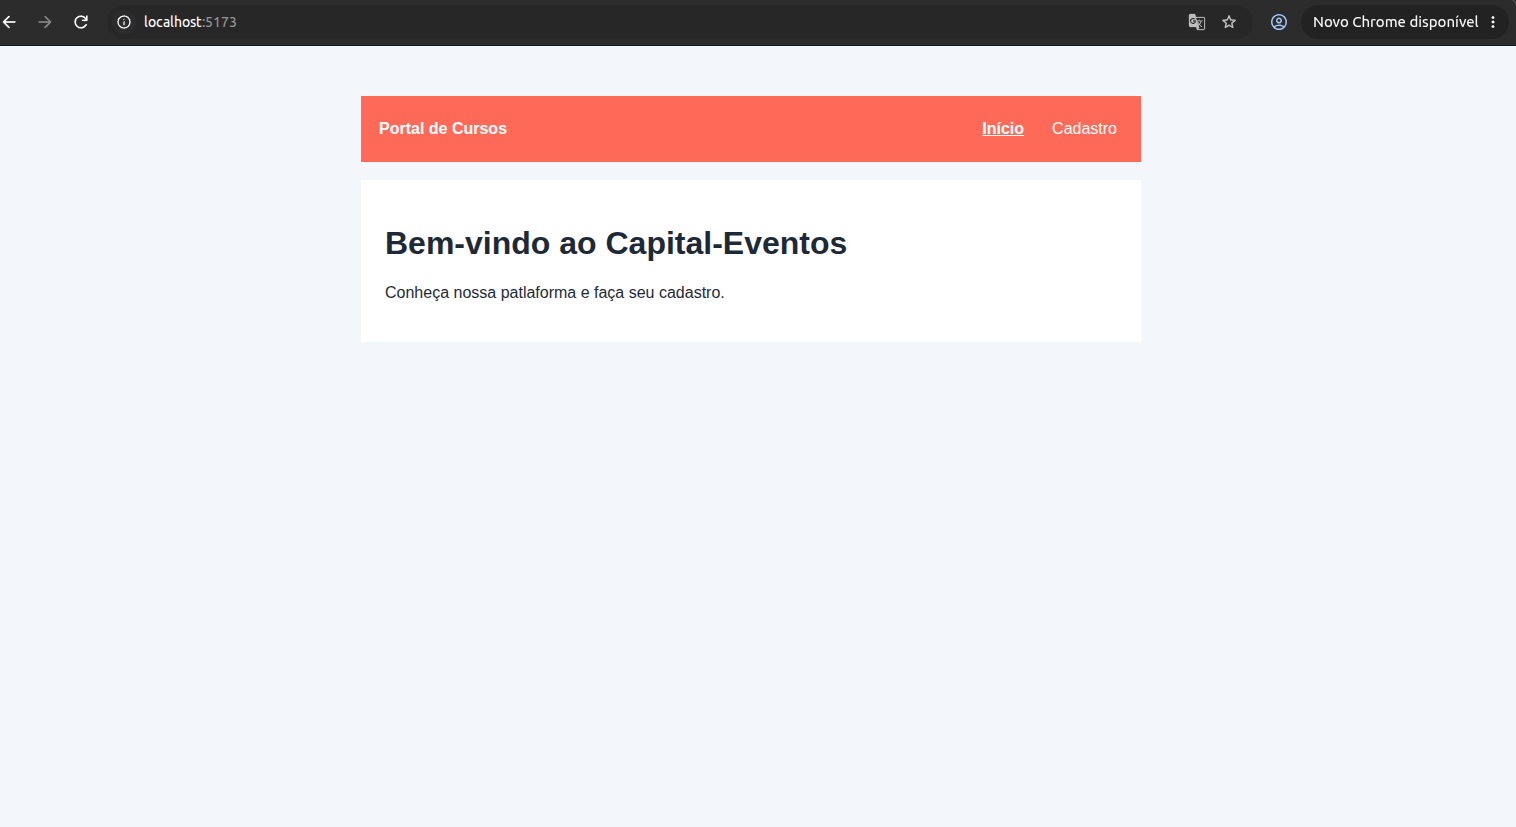 localhost:5173
Novo Chrome disponível
Portal de Cursos
Início
Cadastro
Bem-vindo ao Capital-Eventos
Conheça nossa patlaforma e faça seu cadastro.